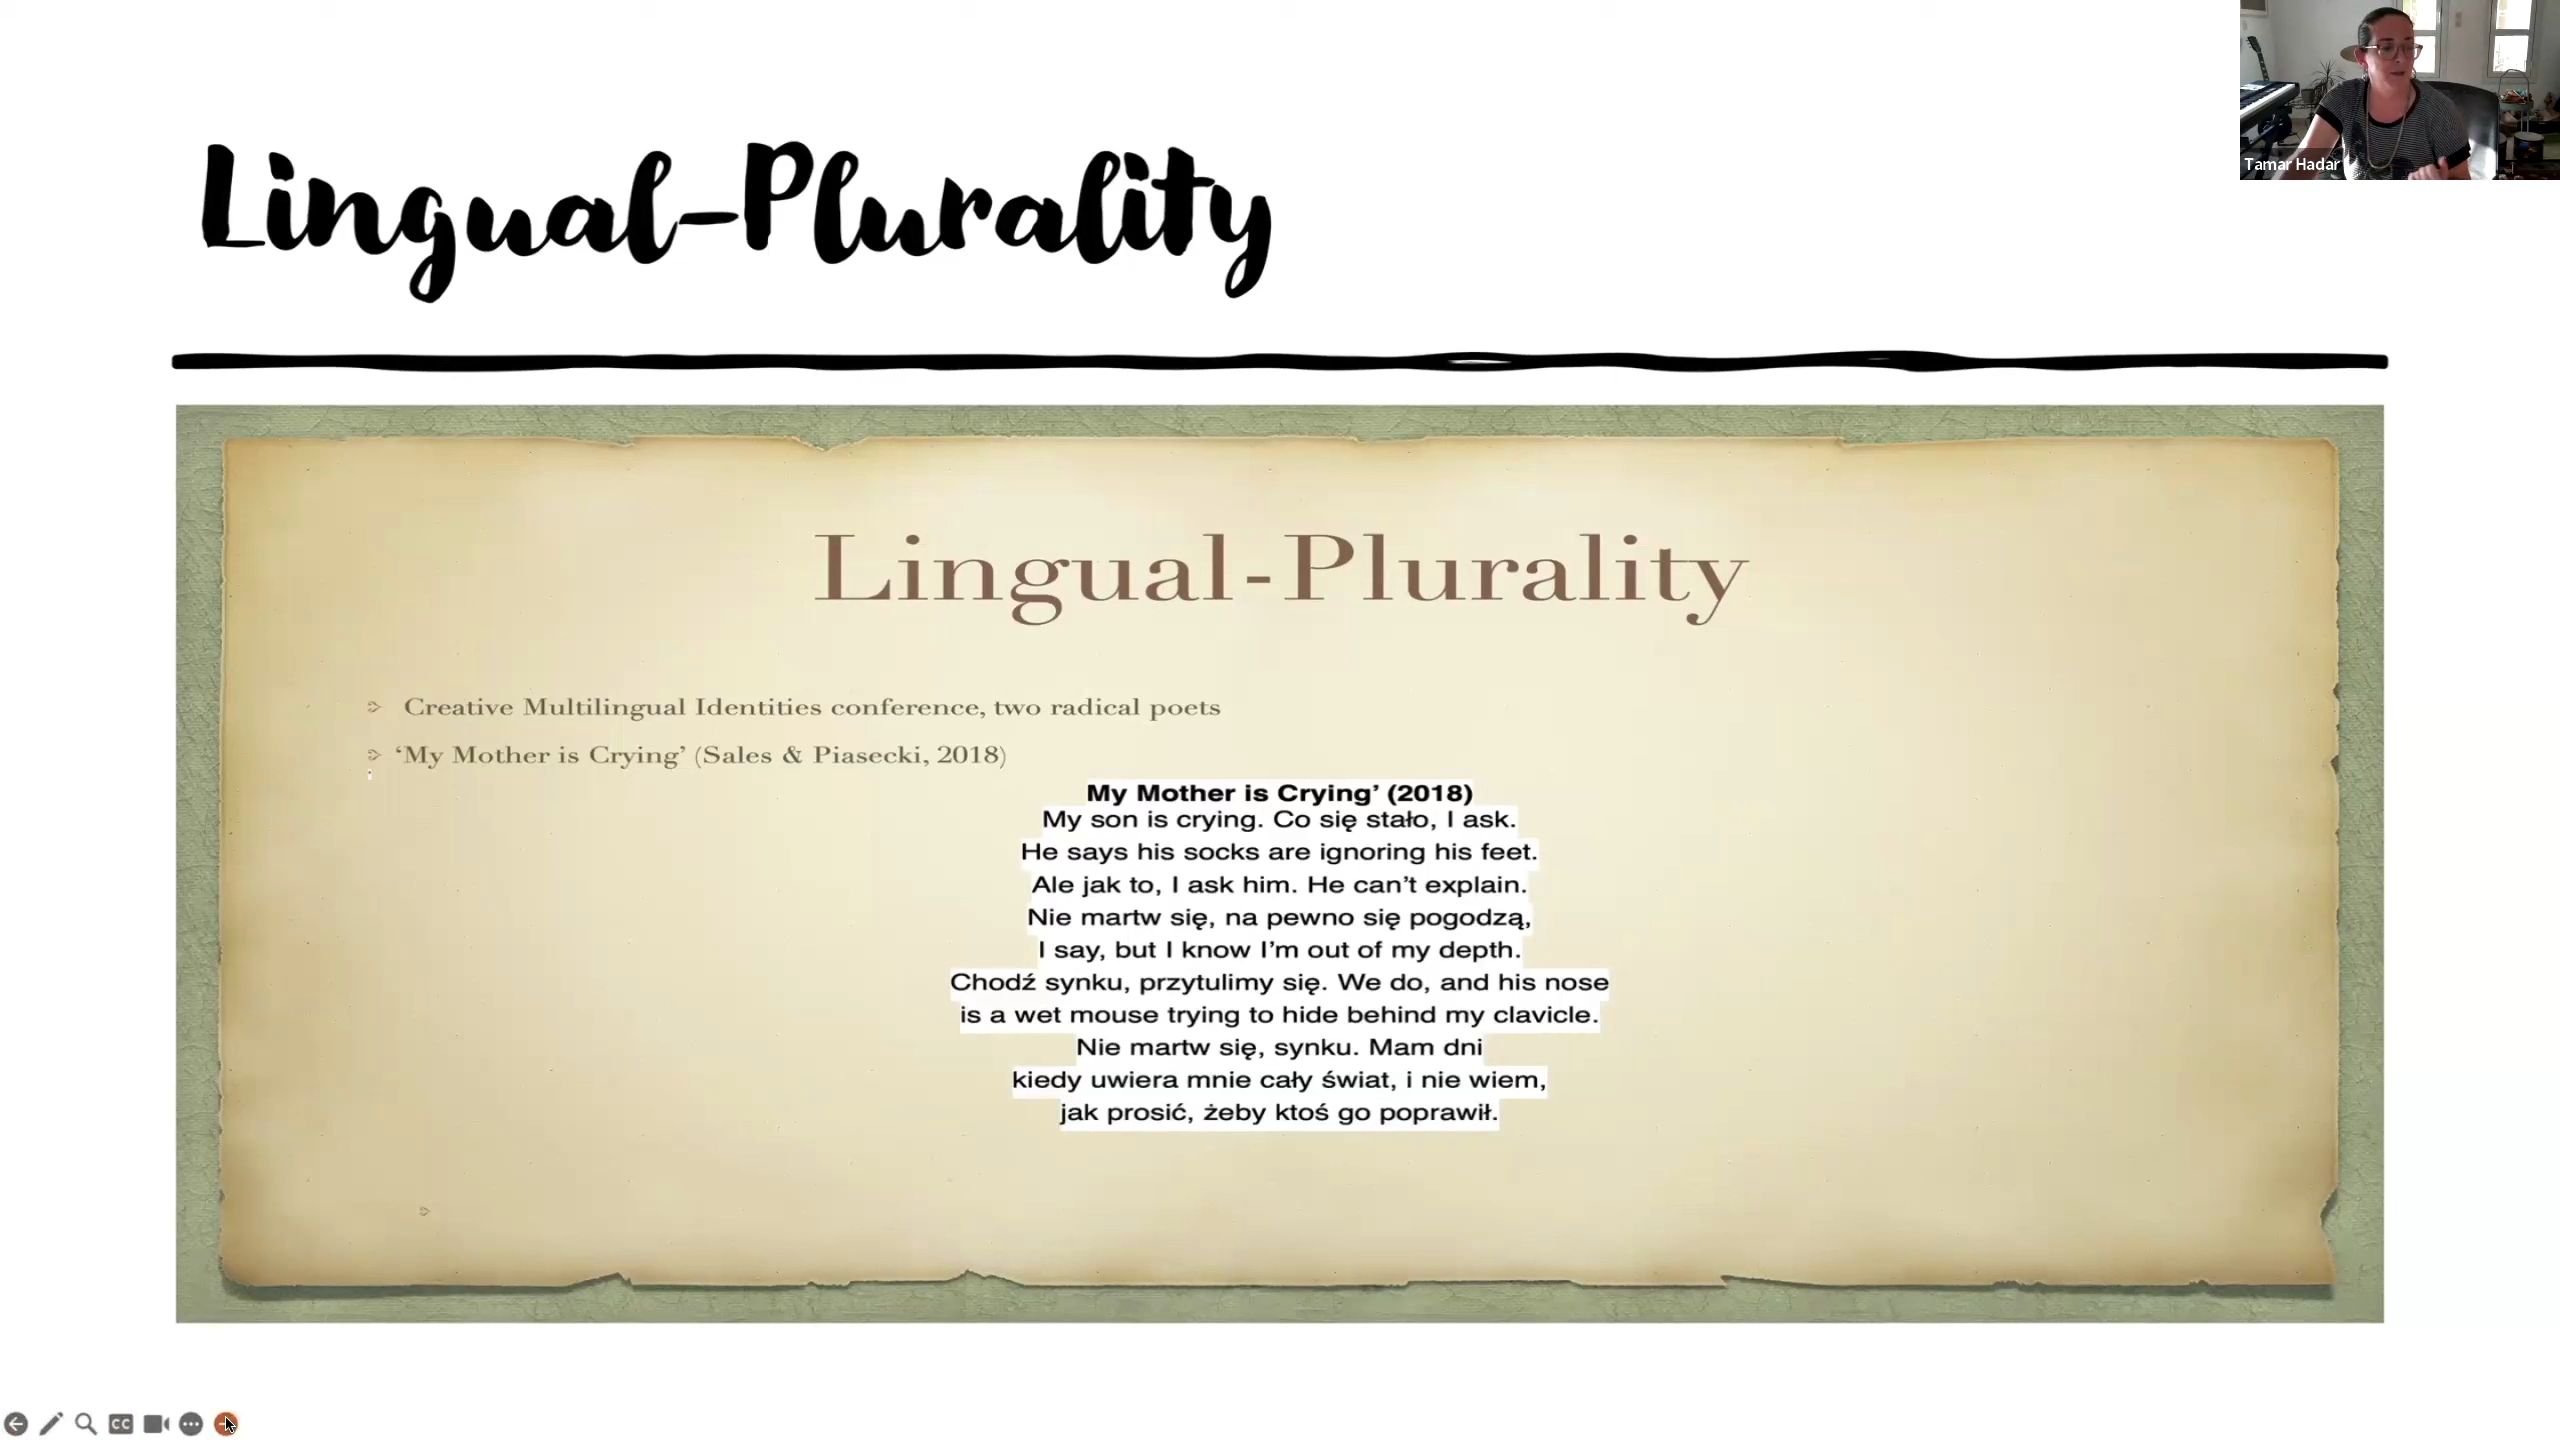 Tamar Hadar
Lingual-Plurality
Lingual-Plurality
Creative Multilingual Identities conference, two radical poets
‘My Mother is Crying’ (Sales & Piasecki, 2018)
My Mother is Crying’ (2018)
My son is crying. Co się stało, I ask.
He says his socks are ignoring his feet.
Ale jak to, I ask him. He can’t explain.
Nie martw się, na pewno się pogodzą,
I say, but I know I’m out of my depth.
Chodź synku, przytulimy się. We do, and his nose
is a wet mouse trying to hide behind my clavicle.
Nie martw się, synku. Mam dni
kiedy uwiera mnie cały świat, i nie wiem,
jak prosić, żeby ktoś go poprawił.
CC